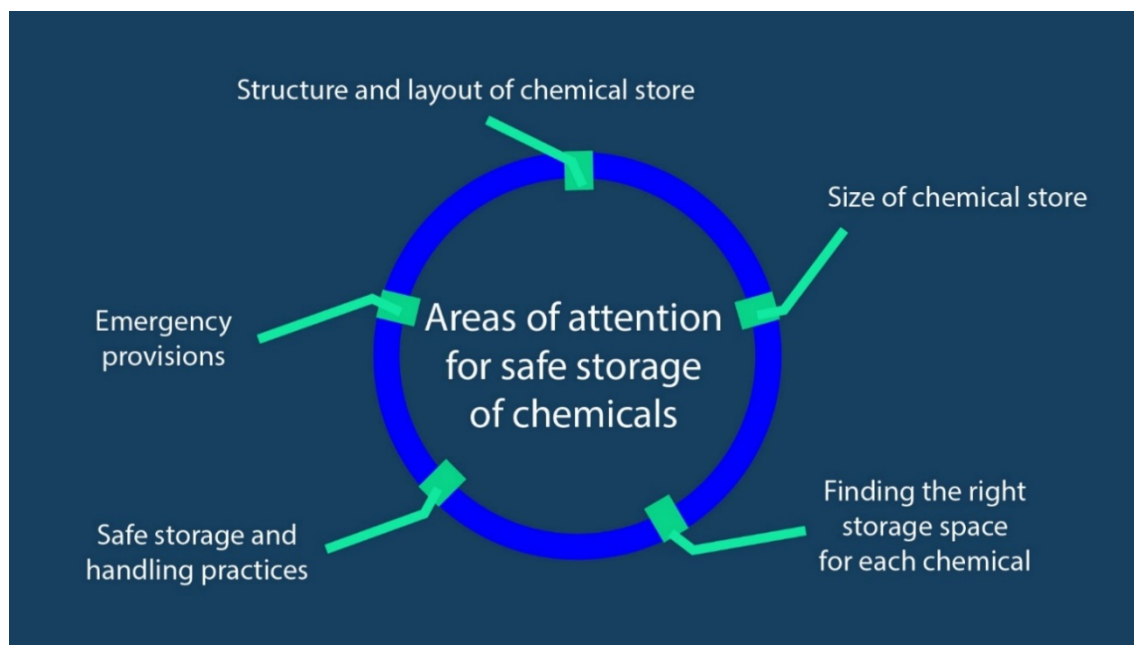 Structure and layout of chemical store
Size of chemical store
Areas of attention
for safe storage
of chemicals
Emergency
provisions
Finding the right
storage space
for each chemical
Safe storage and
handling practices